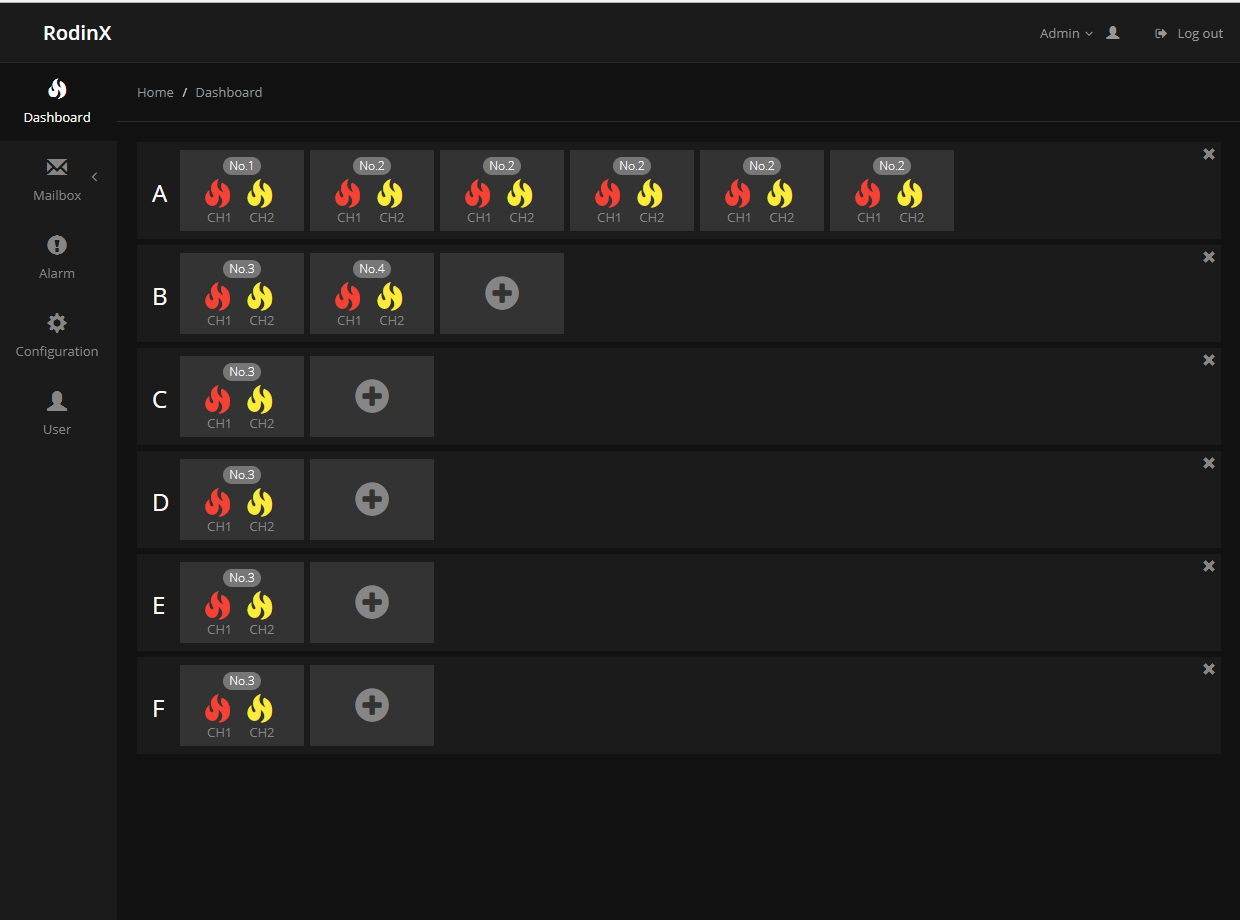 RodinX
Admin
Log out
Dashboard
Home / Dashboard
Mailbox
Alarm
Configuration
User
A
No.1 No.2 No.2 No.2 No.2 No.2
CH1 CH2 CH1 CH2 CH1 CH2 CH1 CH2 CH1 CH2 CH1 CH2
B
No.3 No.4
CH1 CH2 CH1 CH2
C
No.3
CH1 CH2
D
No.3
CH1 CH2
E
No.3
CH1 CH2
F
No.3
CH1 CH2